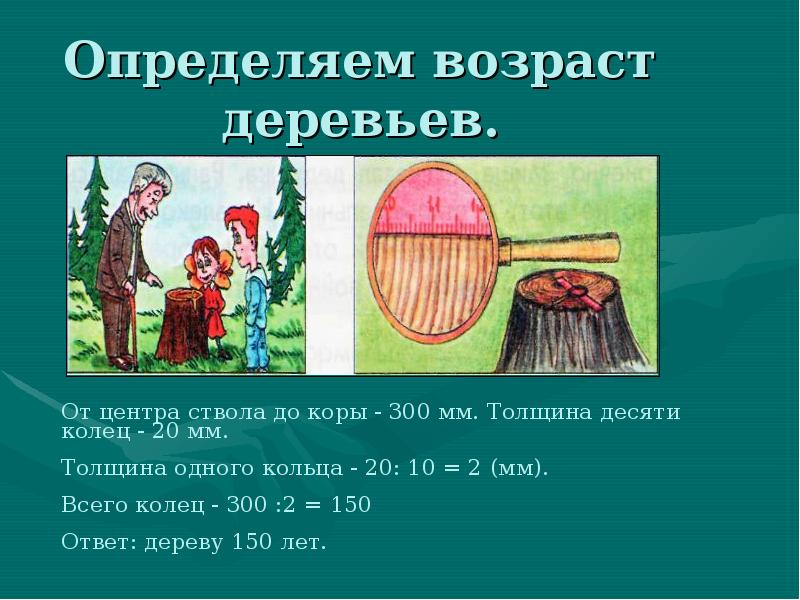 Определяем возраст
деревьев.
От центра ствола до коры - 300 мм. Толщина десяти
колец - 20 мм.
Толщина одного кольца - 20: 10 = 2 (мм).
Всего колец - 300 :2 = 150
Ответ: дереву 150 лет.